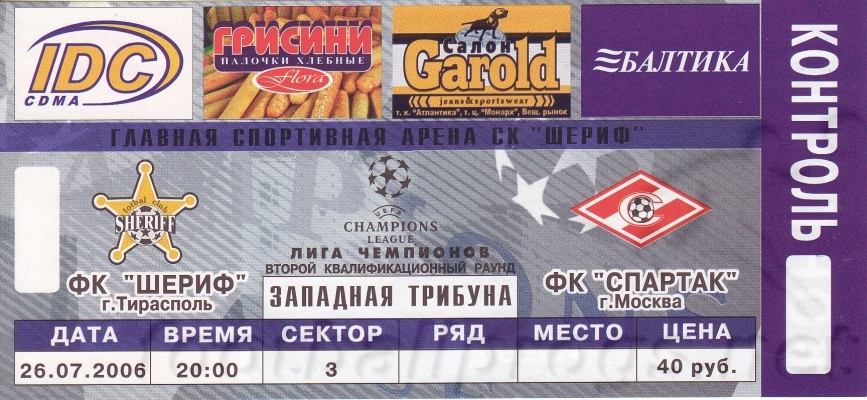 IDC
CDMA
ГРИСИНИ
ПАЛОЧКИ ХЛЕБНЫЕ
Flora
Салон
Garold
jeans & sportswear
т. к. "Атлантика", т. ц. "Монарх", Вещ. рынок
БАЛТИКА
КОНТРОЛЬ
ГЛАВНАЯ СПОРТИВНАЯ АРЕНА СК "ШЕРИФ"
fotbal club
SHERIFF
UEFA
CHAMPIONS
LEAGUE
ЛИГА ЧЕМПИОНОВ
ВТОРОЙ КВАЛИФИКАЦИОННЫЙ РАУНД
ЗАПАДНАЯ ТРИБУНА
ФК "ШЕРИФ"
г.Тирасполь
ФК "СПАРТАК"
г.Москва
ДАТА ВРЕМЯ СЕКТОР РЯД МЕСТО ЦЕНА
26.07.2006 20:00 3 40 руб.